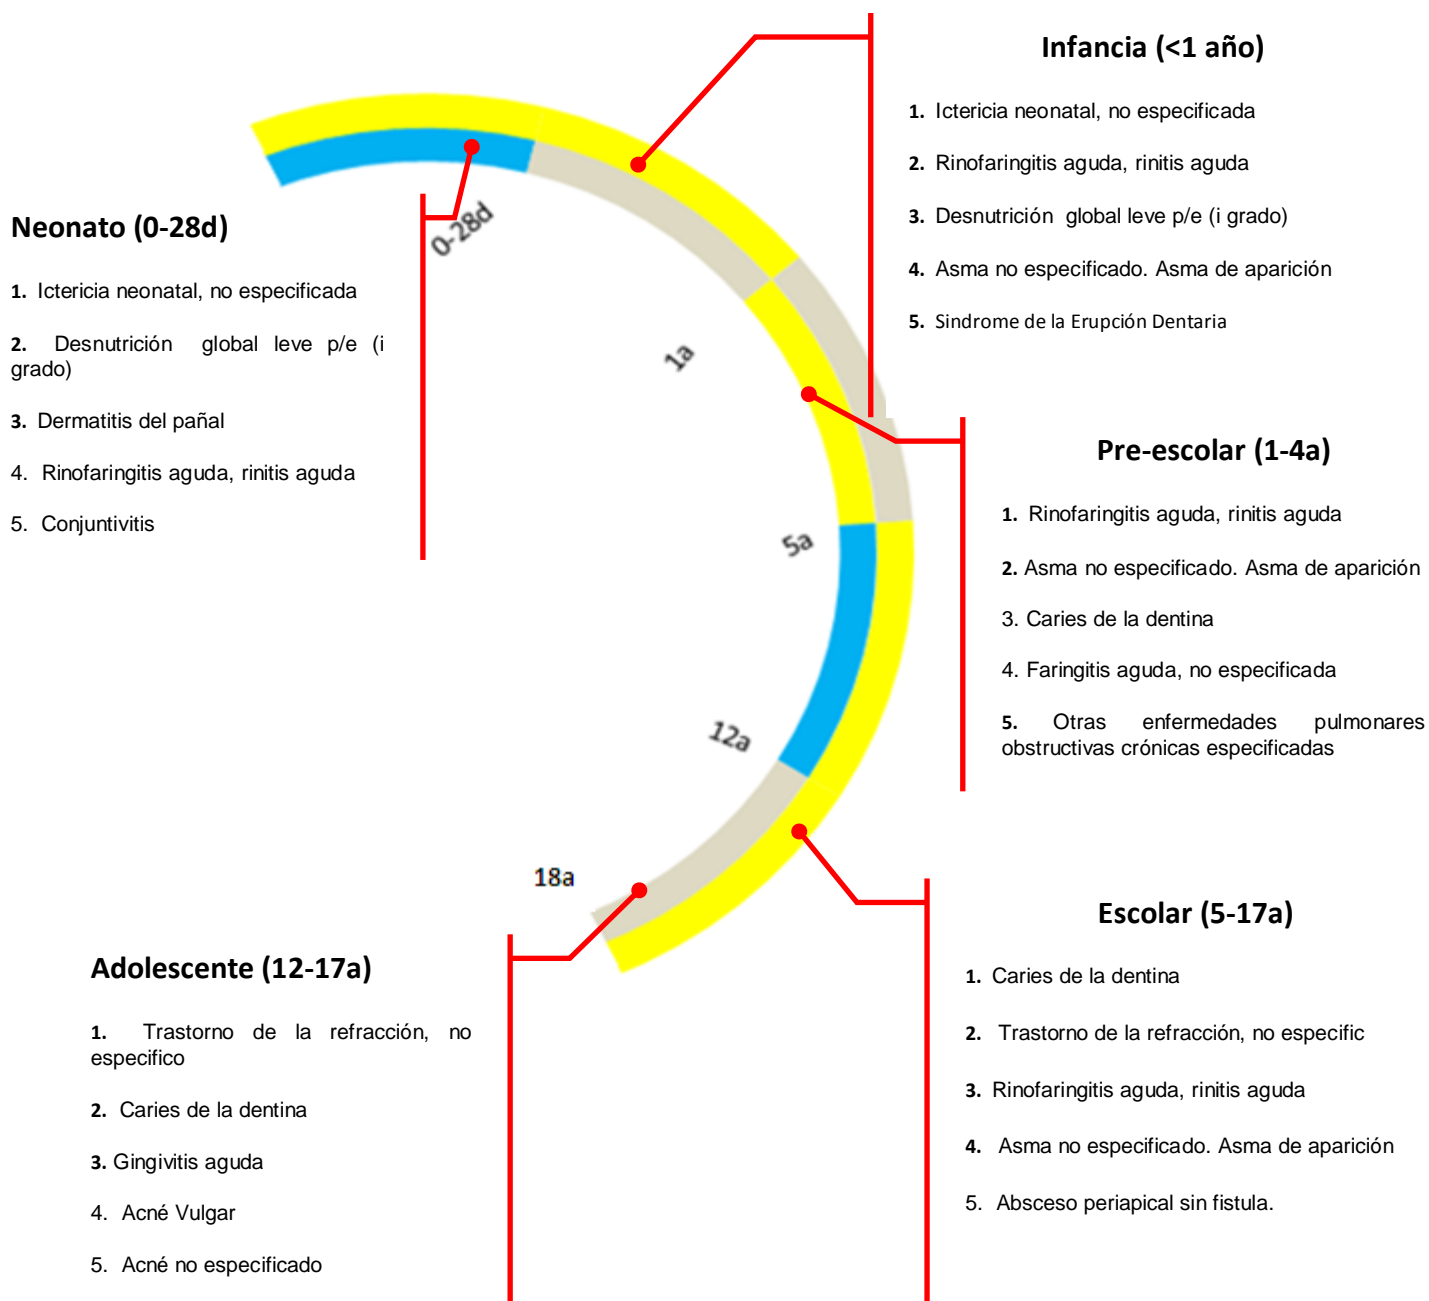 Infancia (<1 año)
1. Ictericia neonatal, no especificada
2. Rinofaringitis aguda, rinitis aguda
3. Desnutrición global leve p/e (i grado)
4. Asma no especificado. Asma de aparición
5. Sindrome de la Erupción Dentaria
Neonato (0-28d)
1. Ictericia neonatal, no especificada
2. Desnutrición global leve p/e (i
grado)
3. Dermatitis del pañal
4. Rinofaringitis aguda, rinitis aguda
5. Conjuntivitis
0-28d
1a
5a
12a
18a
Pre-escolar (1-4a)
1. Rinofaringitis aguda, rinitis aguda
2. Asma no especificado. Asma de aparición
3. Caries de la dentina
4. Faringitis aguda, no especificada
5. Otras enfermedades pulmonares
obstructivas crónicas especificadas
Escolar (5-17a)
1. Caries de la dentina
2. Trastorno de la refracción, no especific
3. Rinofaringitis aguda, rinitis aguda
4. Asma no especificado. Asma de aparición
5. Absceso periapical sin fistula.
Adolescente (12-17a)
1. Trastorno de la refracción, no
especifico
2. Caries de la dentina
3. Gingivitis aguda
4. Acné Vulgar
5. Acné no especificado